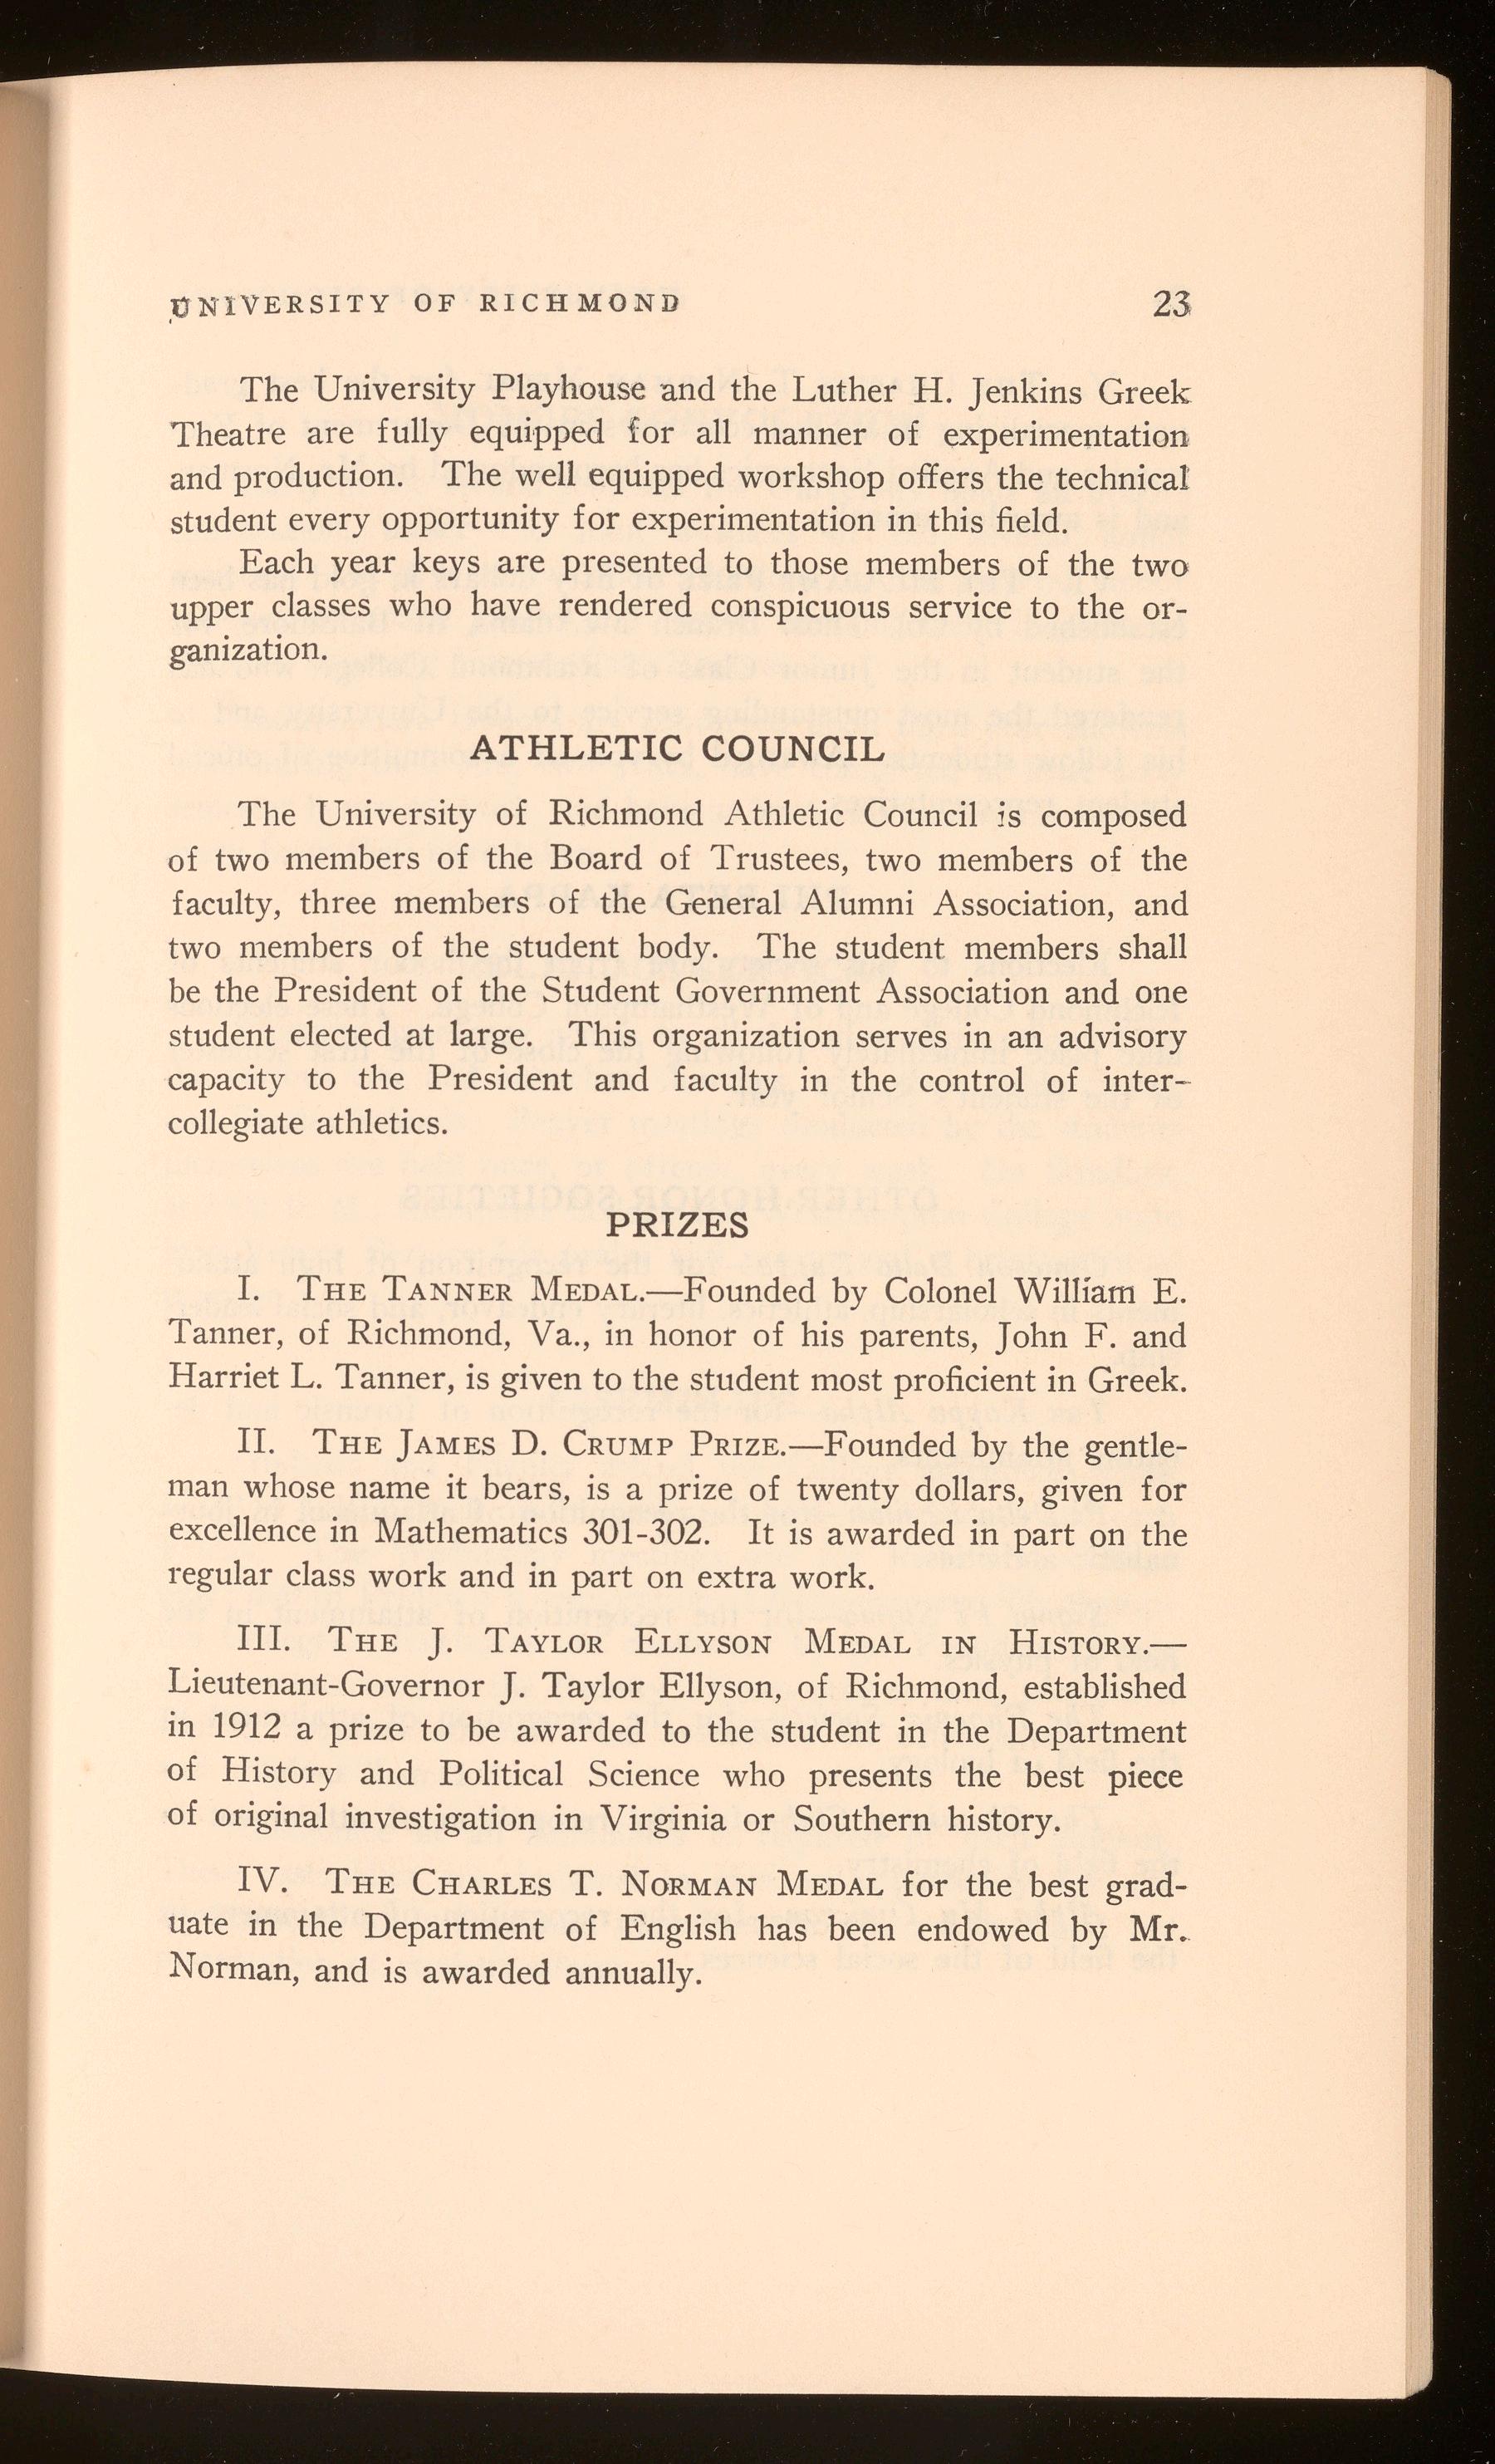 UNIVERSITY OF RICHMOND 23
The University Playhouse and the Luther H. Jenkins Greek
Theatre are fully equipped for all manner of experimentation
and production. The well equipped workshop offers the technical
student every opportunity for experimentation in this field.
Each year keys are presented to those members of the two
upper classes who have rendered conspicuous service to the or-
ganization.
ATHLETIC COUNCIL
The University of Richmond Athletic Council is composed
of two members of the Board of Trustees, two members of the
faculty, three members of the General Alumni Association, and
two members of the student body. The student members shall
be the President of the Student Government Association and one
student elected at large. This organization serves in an advisory
capacity to the President and faculty in the control of inter-
collegiate athletics.
PRIZES
I. THE TANNER MEDAL.—Founded by Colonel William E.
Tanner, of Richmond, Va., in honor of his parents, John F. and
Harriet L. Tanner, is given to the student most proficient in Greek.
II. THE JAMES D. CRUMP PRIZE.—Founded by the gentle-
man whose name it bears, is a prize of twenty dollars, given for
excellence in Mathematics 301-302. It is awarded in part on the
regular class work and in part on extra work.
III. THE J. TAYLOR ELLYSON MEDAL IN HISTORY.—
Lieutenant-Governor J. Taylor Ellyson, of Richmond, established
in 1912 a prize to be awarded to the student in the Department
of History and Political Science who presents the best piece
of original investigation in Virginia or Southern history.
IV. THE CHARLES T. NORMAN MEDAL for the best grad-
uate in the Department of English has been endowed by Mr.
Norman, and is awarded annually.